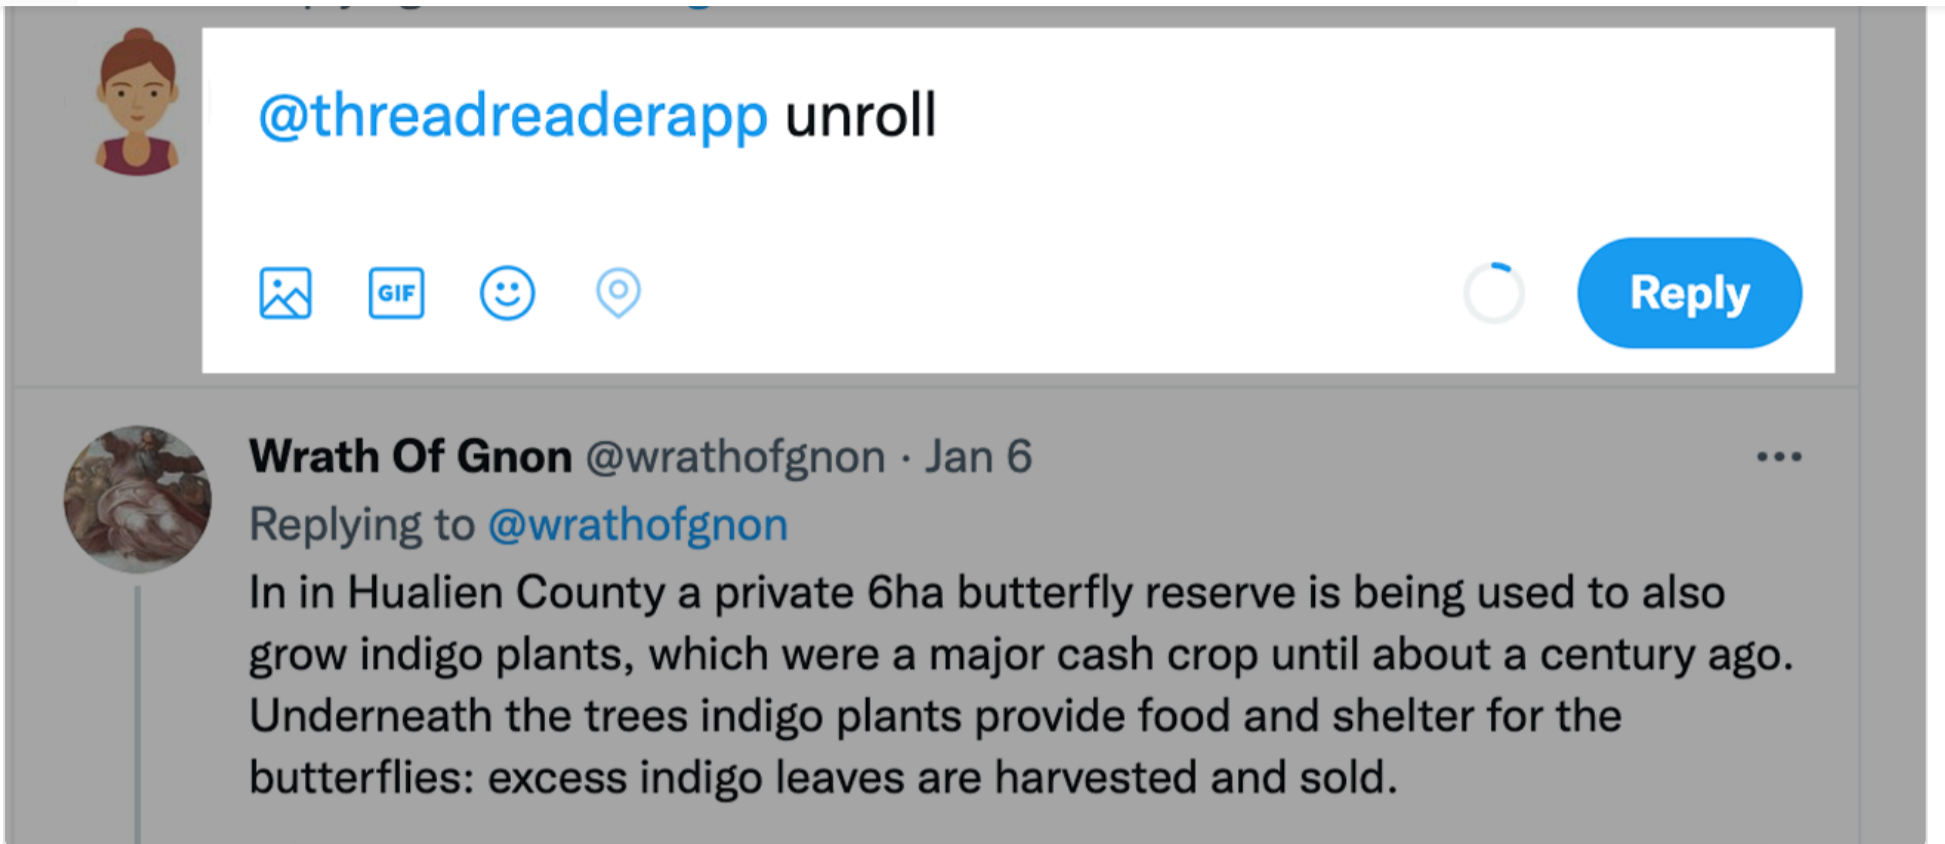 @threadreaderapp unroll
GIF
Reply
Wrath Of Gnon @wrathofgnon · Jan 6
Replying to @wrathofgnon
In in Hualien County a private 6ha butterfly reserve is being used to also
grow indigo plants, which were a major cash crop until about a century ago.
Underneath the trees indigo plants provide food and shelter for the
butterflies: excess indigo leaves are harvested and sold.